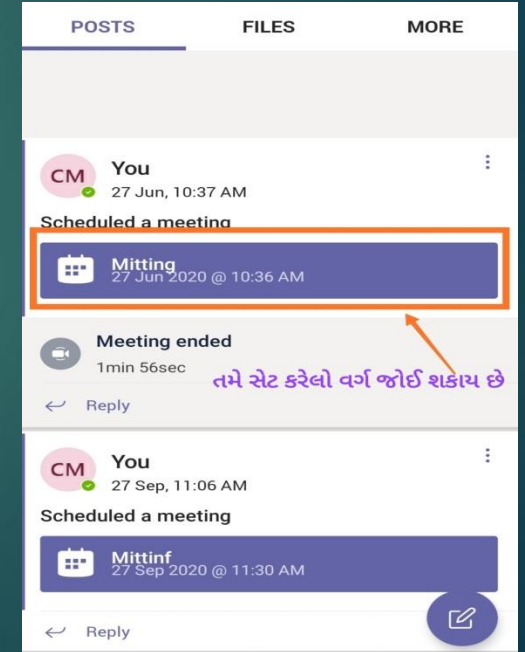 POSTS FILES MORE
CM You
27 Jun, 10:37 AM
Scheduled a meeting
Mitting
27 Jun 2020 @ 10:36 AM
Meeting ended
1min 56sec
તમે સેટ કરેલો વર્ગ જોઈ શકાય છે
Reply
CM You
27 Sep, 11:06 AM
Scheduled a meeting
Mittinf
27 Sep 2020 @ 11:30 AM
Reply